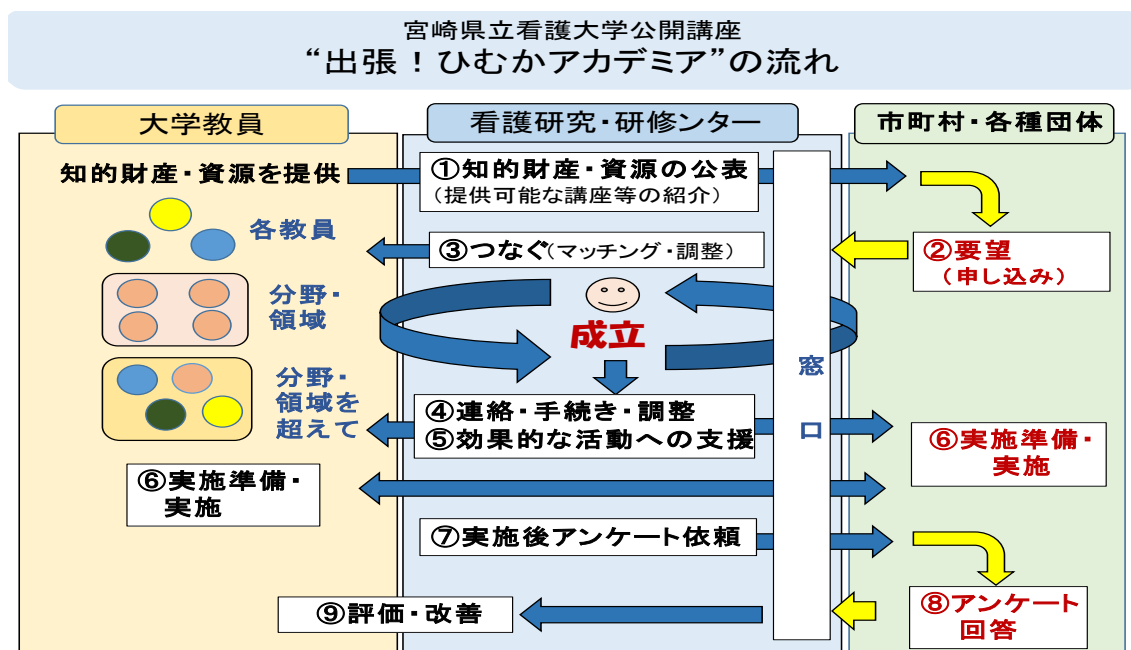 宮崎県立看護大学公開講座
“出張！ひむかアカデミア”の流れ
大学教員
看護研究・研修ンター
市町村・各種団体
知的財産・資源を提供
①知的財産・資源の公表
（提供可能な講座等の紹介）
各教員
③つなぐ（マッチング・調整）
②要望
（申し込み）
分野・
領域
成立
窓
口
分野・
領域を
超えて
④連絡・手続き・調整
⑤効果的な活動への支援
⑥実施準備・
実施
⑥実施準備・
実施
⑦実施後アンケート依頼
⑧アンケート
回答
⑨評価・改善